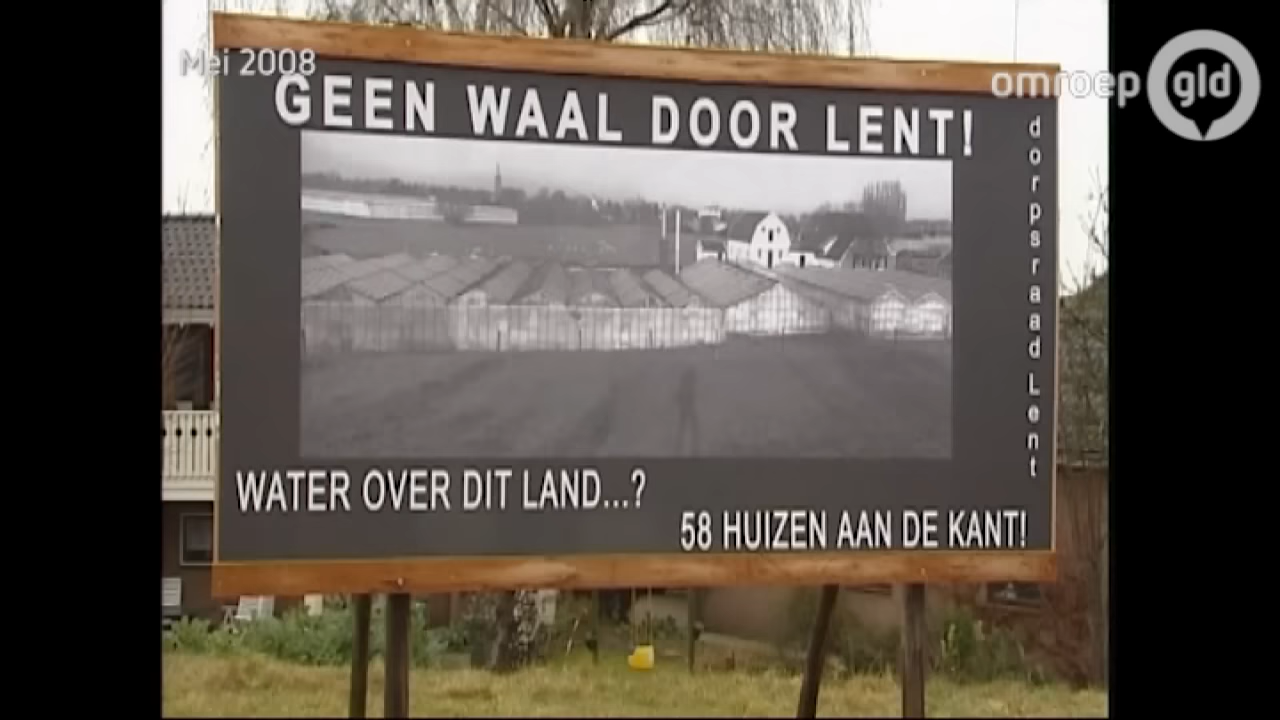 Mei 2008
omroep gld
GEEN WAAL DOOR LENT!
dorpsraad Lent
WATER OVER DIT LAND...?
58 HUIZEN AAN DE KANT!